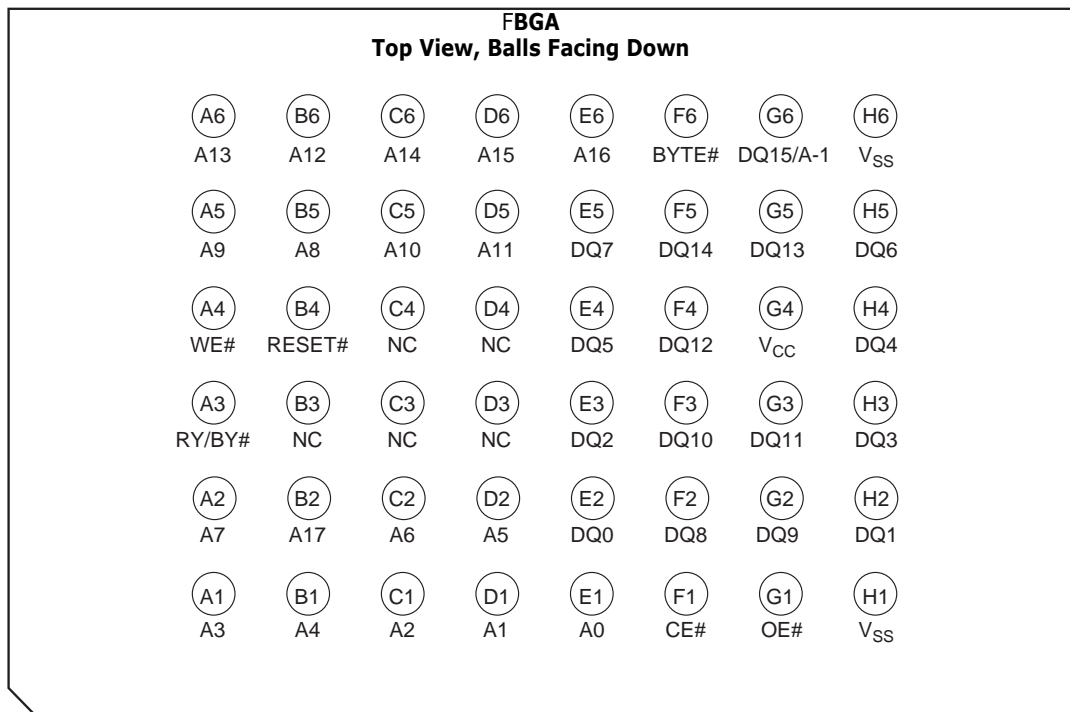 FBGA
Top View, Balls Facing Down
A6 B6 C6 D6 E6 F6 G6 H6
A13 A12 A14 A15 A16 BYTE# DQ15/A-1 VSS
A5 B5 C5 D5 E5 F5 G5 H5
A9 A8 A10 A11 DQ7 DQ14 DQ13 DQ6
A4 B4 C4 D4 E4 F4 G4 H4
WE# RESET# NC NC DQ5 DQ12 VCC DQ4
A3 B3 C3 D3 E3 F3 G3 H3
RY/BY# NC NC NC DQ2 DQ10 DQ11 DQ3
A2 B2 C2 D2 E2 F2 G2 H2
A7 A17 A6 A5 DQ0 DQ8 DQ9 DQ1
A1 B1 C1 D1 E1 F1 G1 H1
A3 A4 A2 A1 A0 CE# OE# VSS